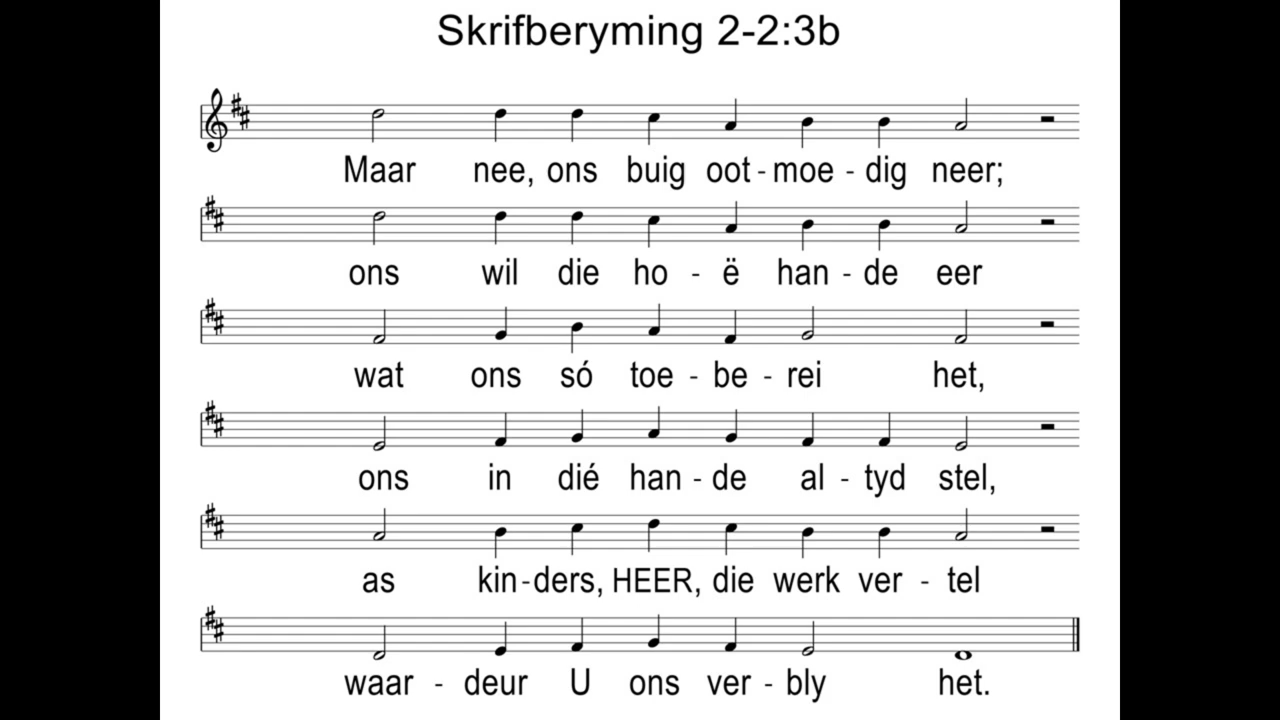 Skrifberyming 2-2:3b
Maar nee, ons buig oot - moe - dig neer;
ons wil die ho - ë han - de eer
wat ons só toe - be - rei het,
ons in dié han - de al - tyd stel,
as kin - ders, HEER, die werk ver - tel
waar - deur U ons ver - bly het.